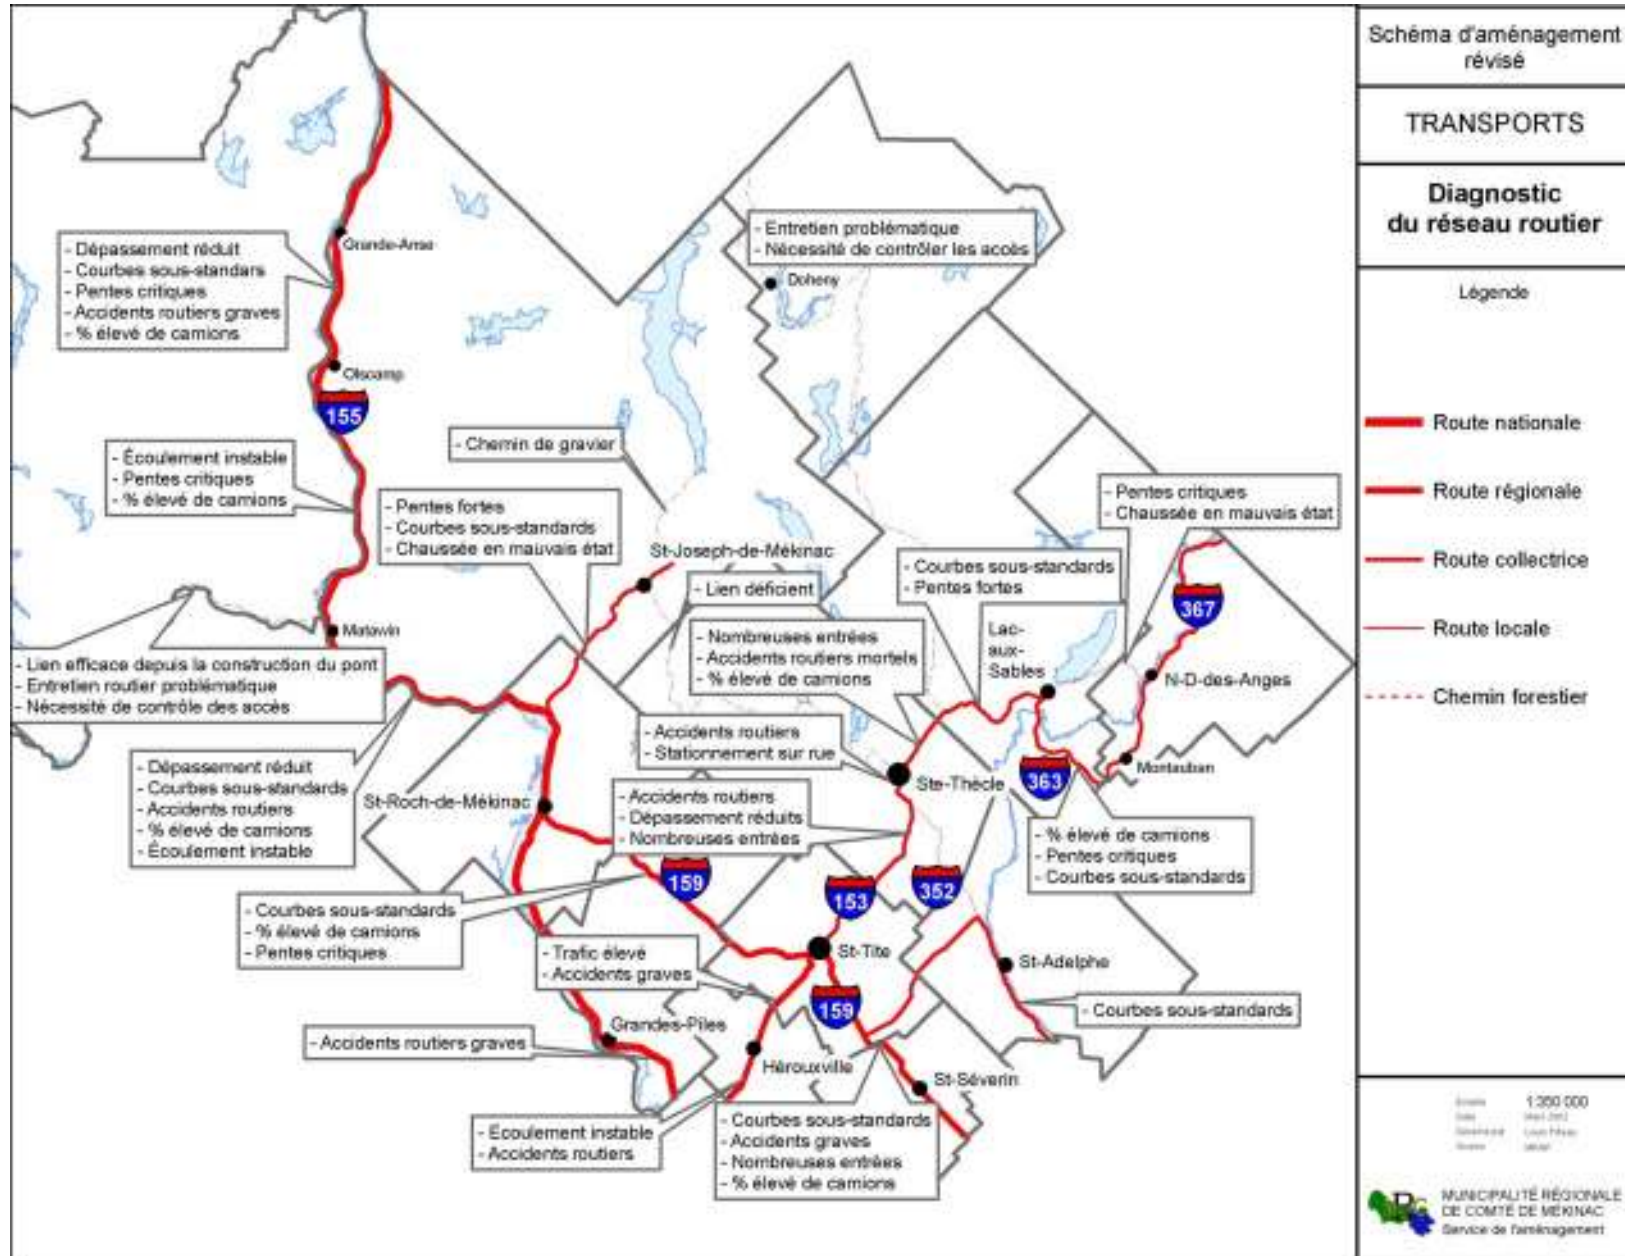 Schéma d'aménagement
révisé
TRANSPORTS
Diagnostic
du réseau routier
Légende
Route nationale
Route régionale
Route collectrice
Route locale
Chemin forestier
1:350 000
MUNICIPALITÉ RÉGIONALE
DE COMTÉ DE MÉKINAC
Service de l'aménagement
- Entretien problématique
- Nécessité de contrôler les accès
Doheny
Grande-Anse
- Dépassement réduit
- Courbes sous-standars
- Pentes critiques
- Accidents routiers graves
- % élevé de camions
Olscamp
155
- Chemin de gravier
- Écoulement instable
- Pentes critiques
- % élevé de camions
- Pentes fortes
- Courbes sous-standards
- Chaussée en mauvais état
- Pentes critiques
- Chaussée en mauvais état
St-Joseph-de-Mékinac
- Lien déficient
- Courbes sous-standards
- Pentes fortes
367
Matawin
- Lien efficace depuis la construction du pont
- Entretien routier problématique
- Nécessité de contrôle des accès
- Nombreuses entrées
- Accidents routiers mortels
- % élevé de camions
Lac-
aux-
Sables
N-D-des-Anges
- Accidents routiers
- Stationnement sur rue
Montauban
- Dépassement réduit
- Courbes sous-standards
- Accidents routiers
- % élevé de camions
- Écoulement instable
St-Roch-de-Mékinac
Ste-Thècle
363
- Accidents routiers
- Dépassement réduits
- Nombreuses entrées
- % élevé de camions
- Pentes critiques
- Courbes sous-standards
159
153
352
- Courbes sous-standards
- % élevé de camions
- Pentes critiques
- Trafic élevé
- Accidents graves
St-Tite
St-Adelphe
159
- Courbes sous-standards
Grandes-Piles
- Accidents routiers graves
Hérouxville
St-Séverin
- Ecoulement instable
- Accidents routiers
- Courbes sous-standards
- Accidents graves
- Nombreuses entrées
- % élevé de camions